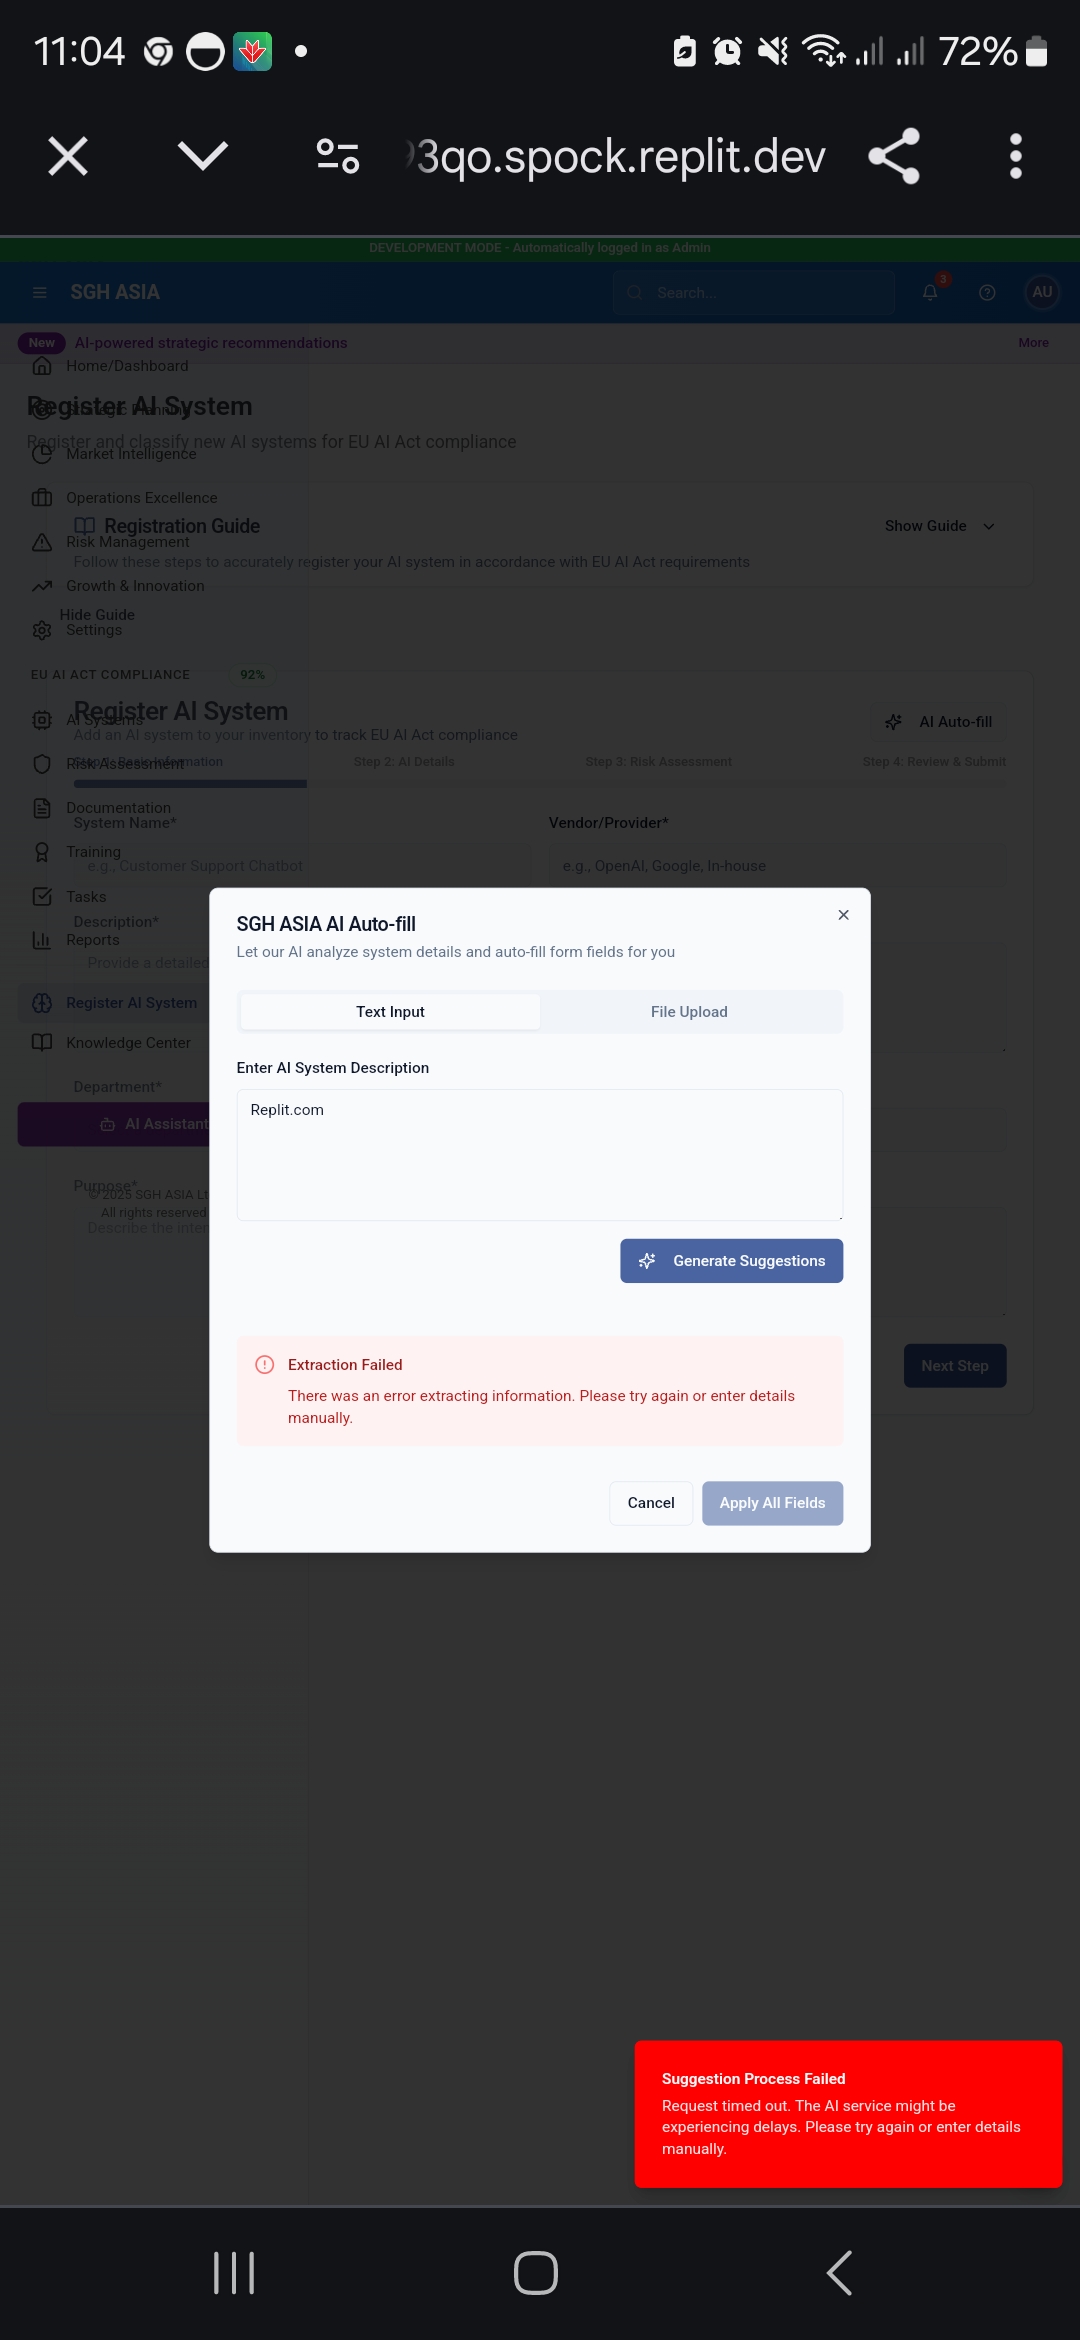 11:04
72%
3qo.spock.replit.dev
DEVELOPMENT MODE - Automatically logged in as Admin
SGH ASIA
Search...
3
AU
New
AI-powered strategic recommendations
More
Home/Dashboard
Register AI System
Strategic Planning
Register and classify new AI systems for EU AI Act compliance
Market Intelligence
Operations Excellence
Registration Guide
Show Guide
Risk Management
Follow these steps to accurately register your AI system in accordance with EU AI Act requirements
Growth & Innovation
Hide Guide
Settings
EU AI ACT COMPLIANCE
92%
Register AI System
AI Systems
AI Auto-fill
Add an AI system to your inventory to track EU AI Act compliance
Step 1: Basic Information
Step 2: AI Details
Step 3: Risk Assessment
Step 4: Review & Submit
Risk Assessment
Documentation
System Name*
Vendor/Provider*
Training
e.g., Customer Support Chatbot
e.g., OpenAI, Google, In-house
Tasks
Description*
Reports
Provide a detailed
Register AI System
Knowledge Center
Department*
AI Assistant
Purpose*
© 2025 SGH ASIA Lt
All rights reserved
Describe the inter
Next Step
SGH ASIA AI Auto-fill
Let our AI analyze system details and auto-fill form fields for you
Text Input
File Upload
Enter AI System Description
Replit.com
Generate Suggestions
Extraction Failed
There was an error extracting information. Please try again or enter details
manually.
Cancel
Apply All Fields
Suggestion Process Failed
Request timed out. The AI service might be
experiencing delays. Please try again or enter details
manually.